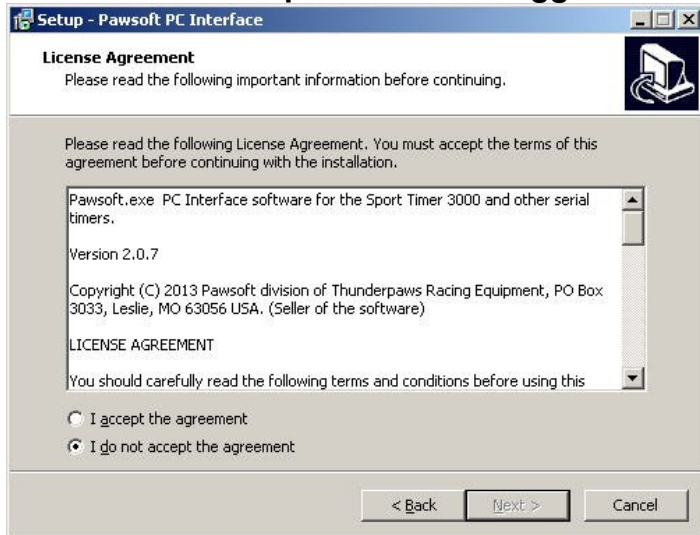 Setup - Pawsoft PC Interface
License Agreement
Please read the following important information before continuing.
Please read the following License Agreement. You must accept the terms of this
agreement before continuing with the installation.
Pawsoft.exe PC Interface software for the Sport Timer 3000 and other serial
timers.
Version 2.0.7
Copyright (C) 2013 Pawsoft division of Thunderpaws Racing Equipment, PO Box
3033, Leslie, MO 63056 USA. (Seller of the software)
LICENSE AGREEMENT
You should carefully read the following terms and conditions before using this
I accept the agreement
I do not accept the agreement
< Back
Next >
Cancel